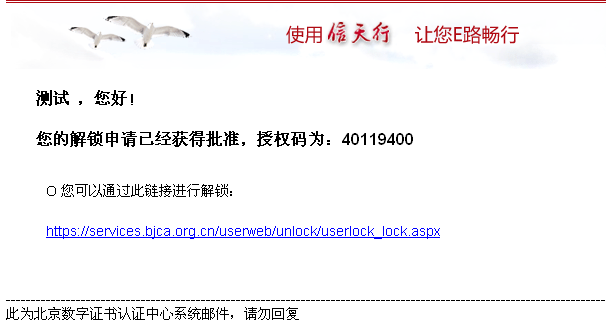 使用 信天行 让您E路畅行
测试 ，您好!
您的解锁申请已经获得批准，授权码为：40119400
O 您可以通过此链接进行解锁：
https://services.bjca.org.cn/userweb/unlock/userlock_lock.aspx
此为北京数字证书认证中心系统邮件，请勿回复